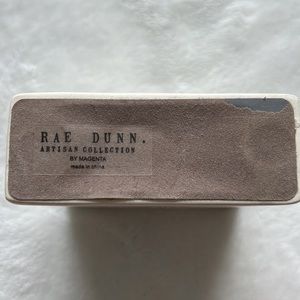 RAE DUNN.
ARTISAN COLLECTION
BY MAGENTA
made in china